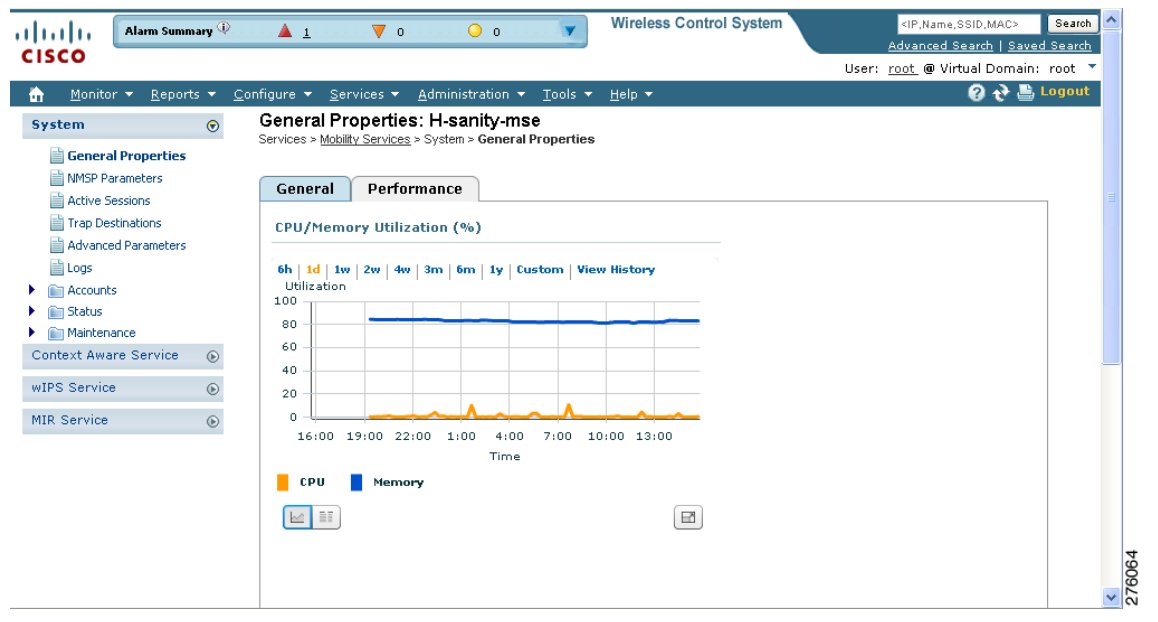 Alarm Summary 1 0 0
Wireless Control System
<IP,Name,SSID,MAC> Search
Advanced Search | Saved Search
CISCO
User: root @ Virtual Domain: root
Monitor Reports Configure Services Administration Tools Help Logout
System
General Properties
NMSP Parameters
Active Sessions
Trap Destinations
Advanced Parameters
Logs
Accounts
Status
Maintenance
Context Aware Service
wIPS Service
MIR Service
General Properties: H-sanity-mse
Services > Mobility Services > System > General Properties
General Performance
CPU/Memory Utilization (%)
6h | 1d | 1w | 2w | 4w | 3m | 6m | 1y | Custom | View History
Utilization
100
80
60
40
20
0
16:00 19:00 22:00 1:00 4:00 7:00 10:00 13:00
Time
CPU Memory
276064